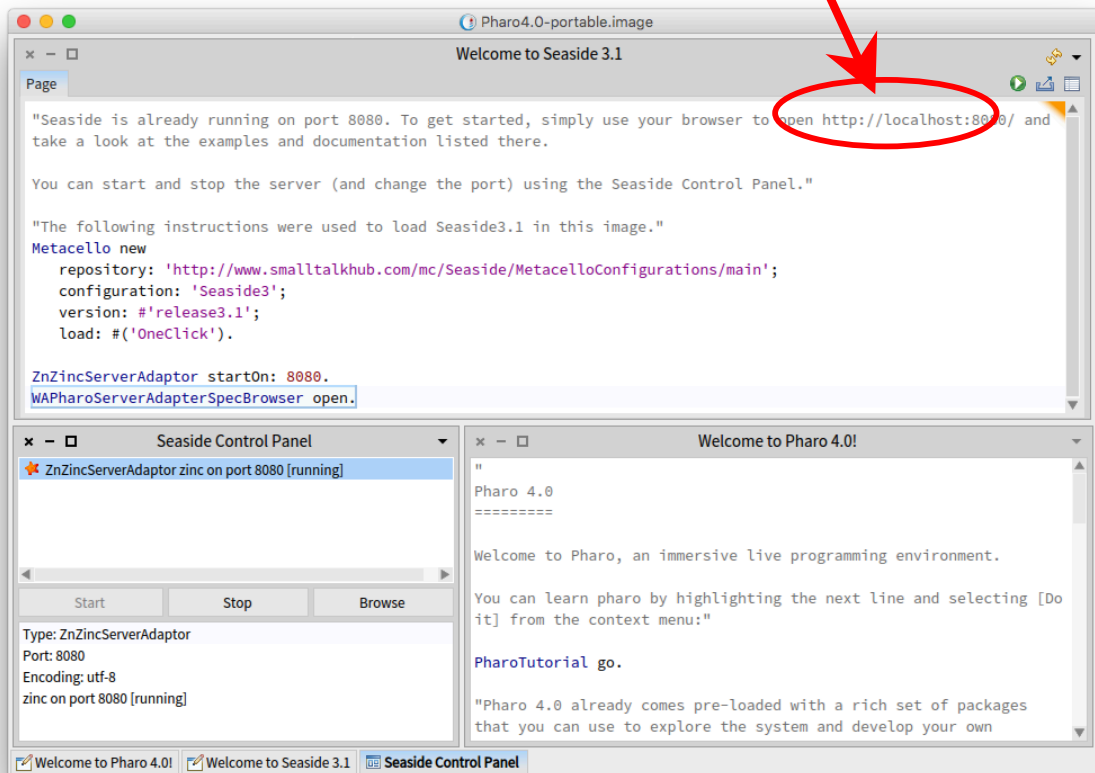 Pharo4.0-portable.image
Welcome to Seaside 3.1
Page
"Seaside is already running on port 8080. To get started, simply use your browser to open http://localhost:8080/ and
take a look at the examples and documentation listed there.
You can start and stop the server (and change the port) using the Seaside Control Panel."
"The following instructions were used to load Seaside3.1 in this image."
Metacello new
repository: 'http://www.smalltalkhub.com/mc/Seaside/MetacelloConfigurations/main';
configuration: 'Seaside3';
version: #'release3.1';
load: #('OneClick').
ZnZincServerAdaptor startOn: 8080.
WAPharoServerAdapterSpecBrowser open.
Seaside Control Panel
ZnZincServerAdaptor zinc on port 8080 [running]
Start Stop Browse
Type: ZnZincServerAdaptor
Port: 8080
Encoding: utf-8
zinc on port 8080 [running]
Welcome to Pharo 4.0!
"
Pharo 4.0
=========
Welcome to Pharo, an immersive live programming environment.
You can learn pharo by highlighting the next line and selecting [Do
it] from the context menu:"
PharoTutorial go.
"Pharo 4.0 already comes pre-loaded with a rich set of packages
that you can use to explore the system and develop your own
Welcome to Pharo 4.0! Welcome to Seaside 3.1 Seaside Control Panel